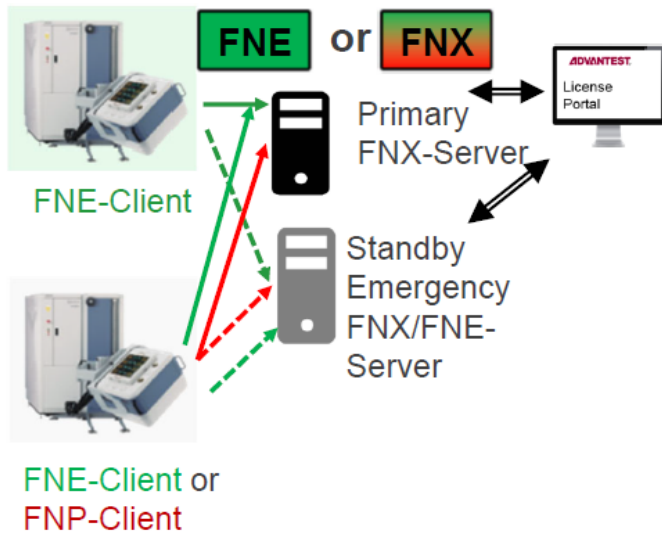 FNE or FNX
ADVANTEST
License
Portal
Primary
FNX-Server
FNE-Client
Standby
Emergency
FNX/FNE-
Server
FNE-Client or
FNP-Client